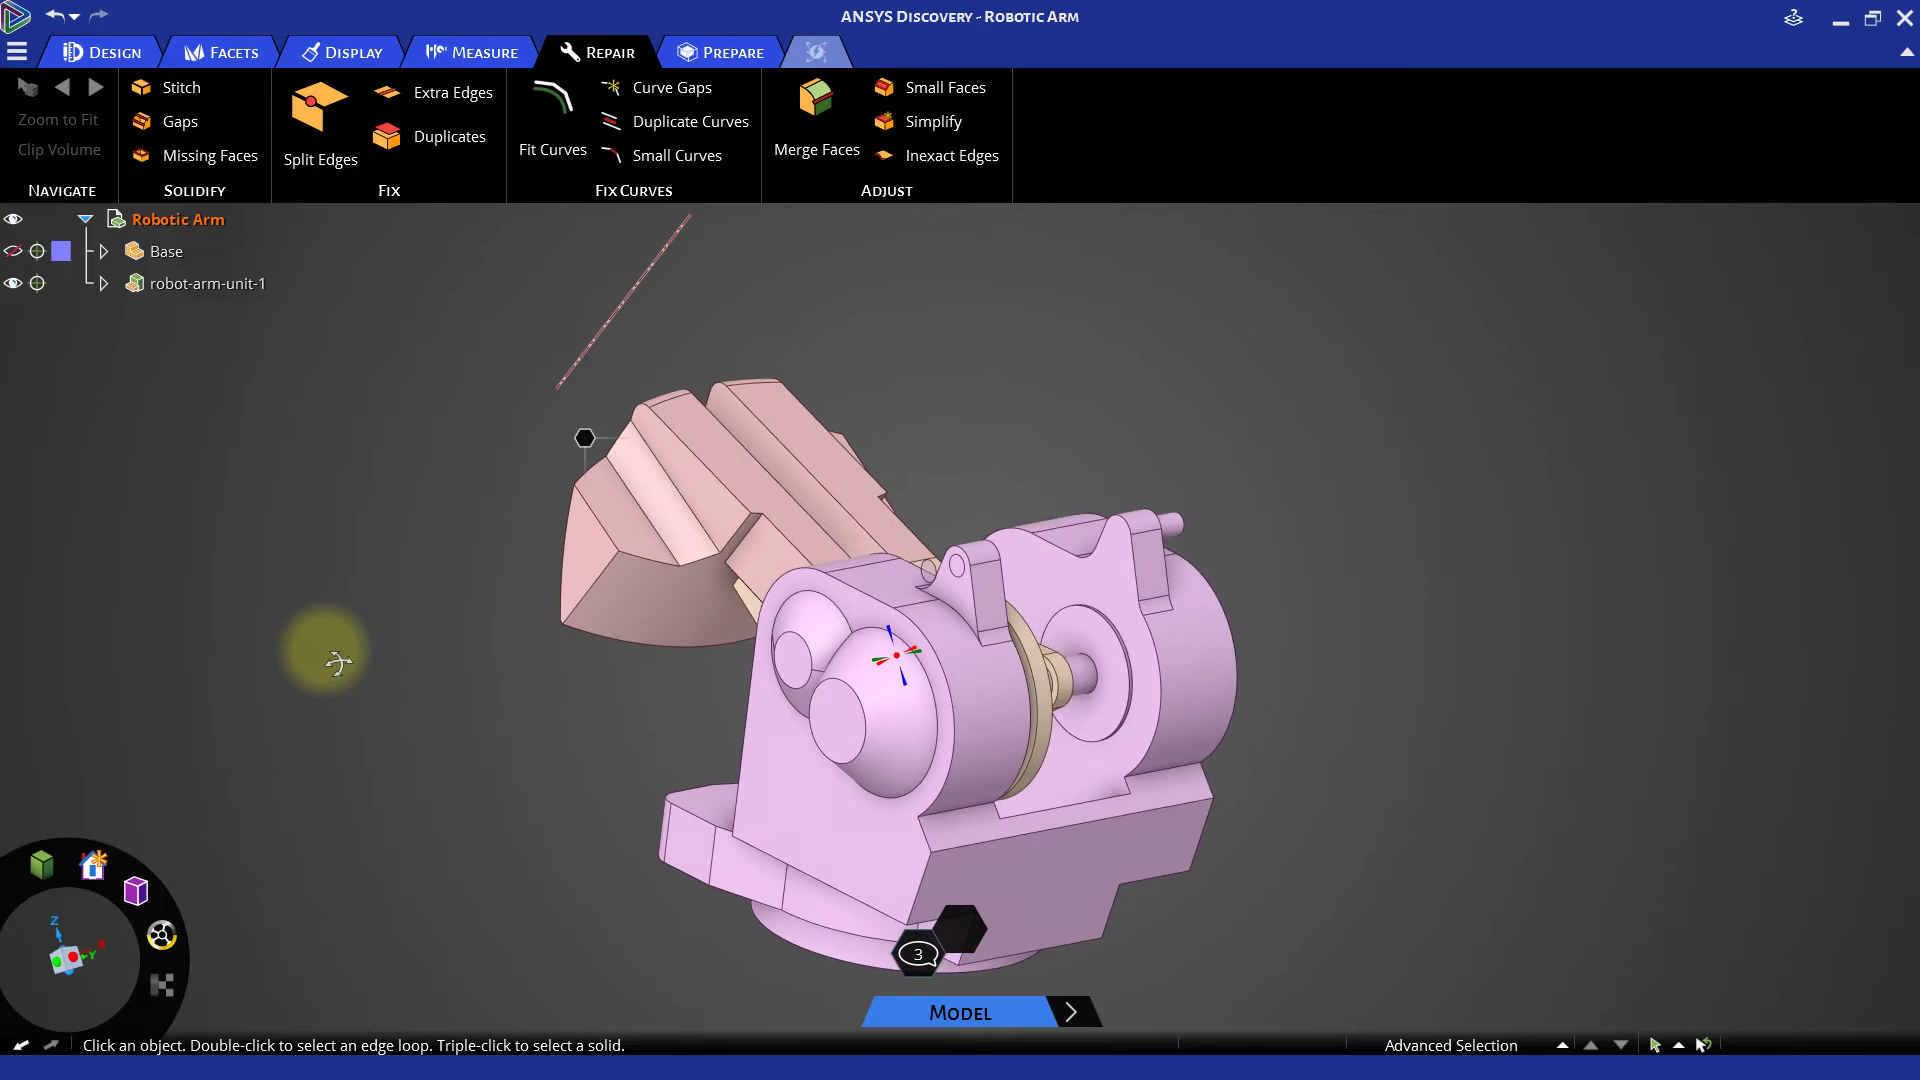 ANSYS Discovery - Robotic Arm
Design
Facets
Display
Measure
Repair
Prepare
Zoom to Fit
Clip Volume
Navigate
Stitch
Gaps
Missing Faces
Solidify
Split Edges
Extra Edges
Duplicates
Fix
Fit Curves
Curve Gaps
Duplicate Curves
Small Curves
Fix Curves
Merge Faces
Small Faces
Simplify
Inexact Edges
Adjust
Robotic Arm
Base
robot-arm-unit-1
3
Z
X
Y
Model
Click an object. Double-click to select an edge loop. Triple-click to select a solid.
Advanced Selection